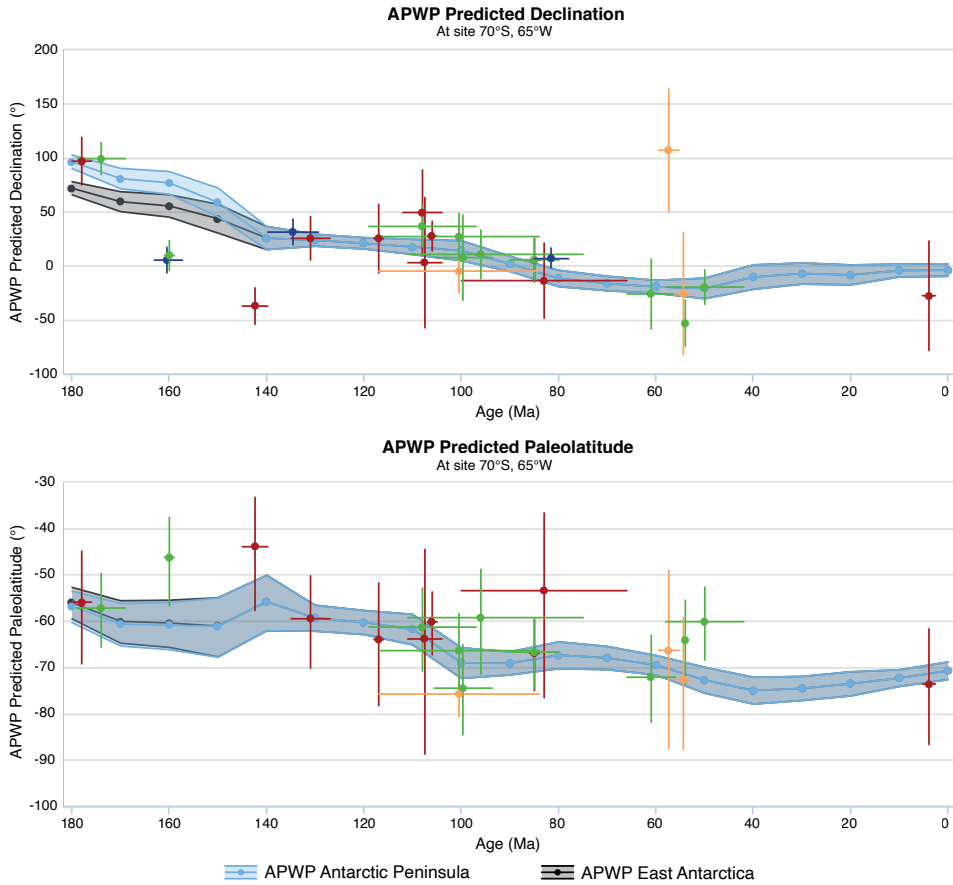 APWP Predicted Declination
At site 70°S, 65°W
APWP Predicted Declination (°)
200
150
100
50
0
-50
-100
180 160 140 120 100 80 60 40 20 0
Age (Ma)
APWP Predicted Paleolatitude
At site 70°S, 65°W
APWP Predicted Paleolatitude (°)
-30
-40
-50
-60
-70
-80
-90
-100
180 160 140 120 100 80 60 40 20 0
Age (Ma)
APWP Antarctic Peninsula APWP East Antarctica